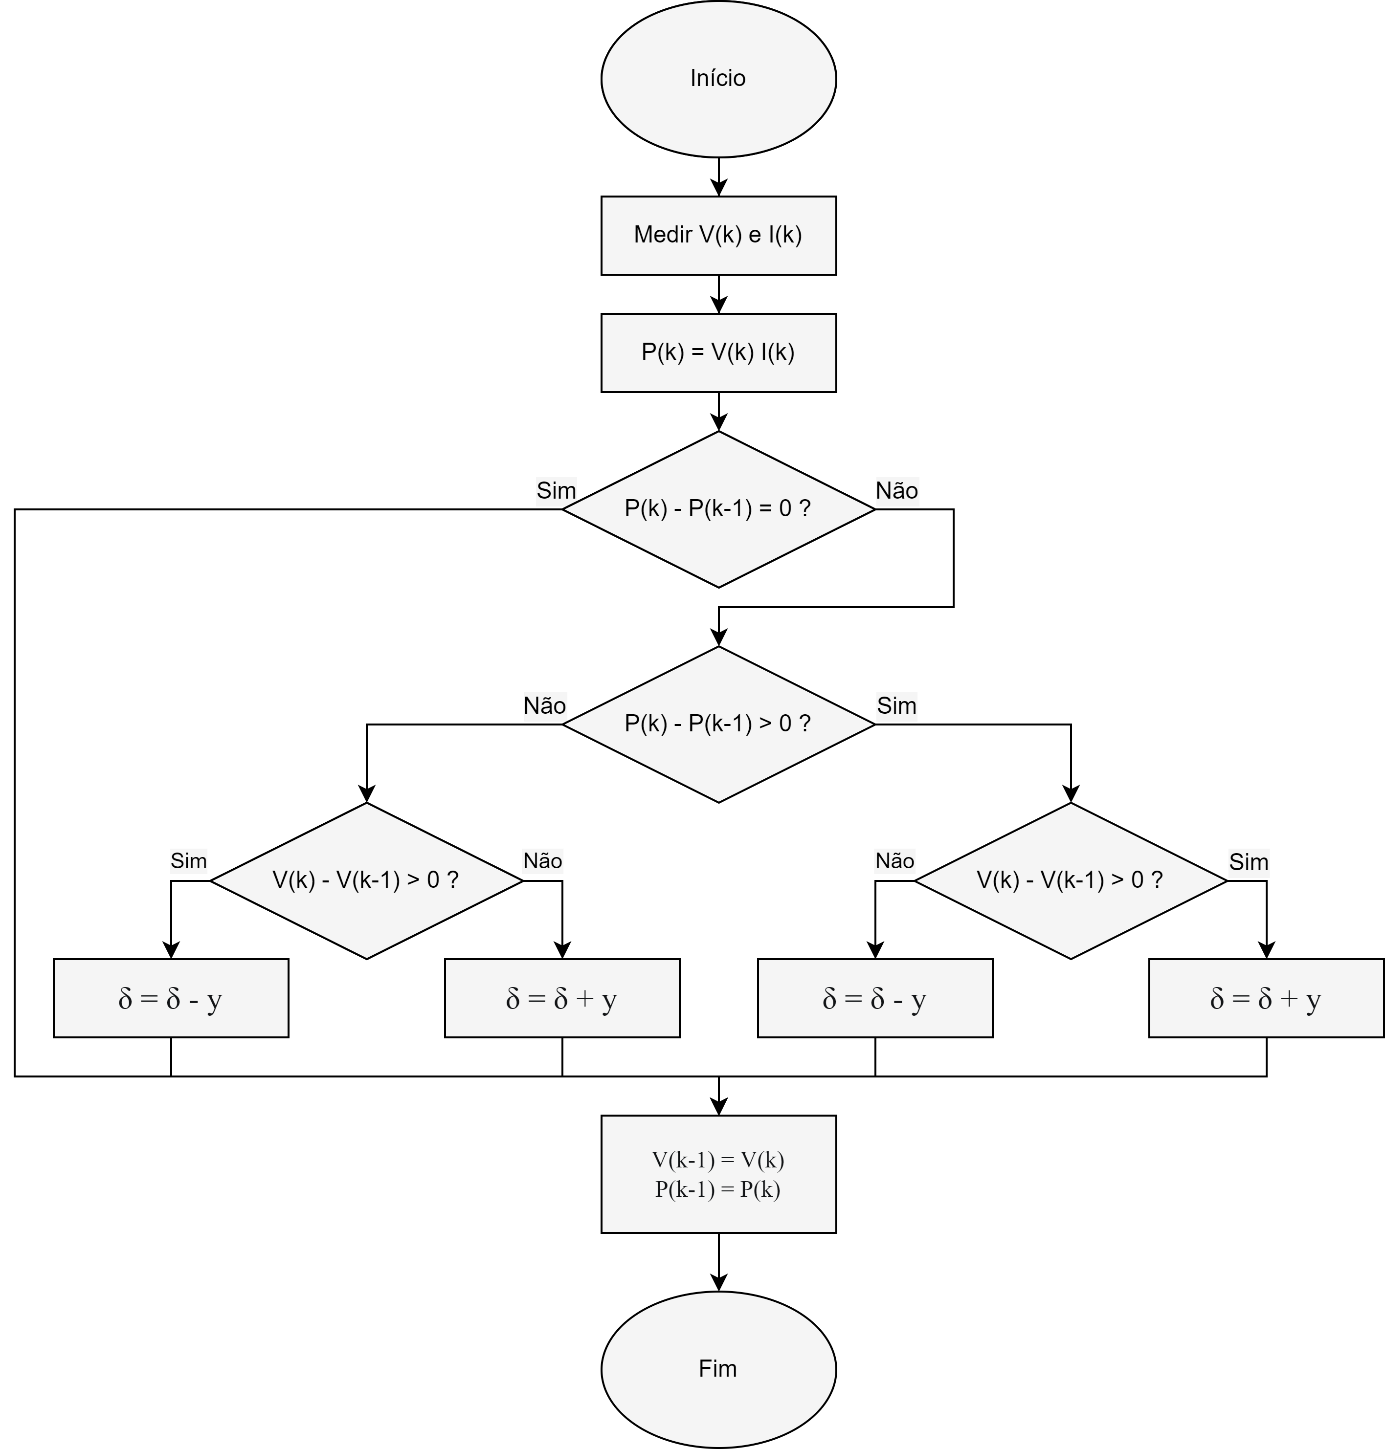 Início
Medir V(k) e I(k)
P(k) = V(k) I(k)
Sim
P(k) - P(k-1) = 0 ?
Não
Não
P(k) - P(k-1) > 0 ?
Sim
Sim
V(k) - V(k-1) > 0 ?
Não
Não
V(k) - V(k-1) > 0 ?
Sim
δ = δ - y
δ = δ + y
δ = δ - y
δ = δ + y
V(k-1) = V(k)
P(k-1) = P(k)
Fim